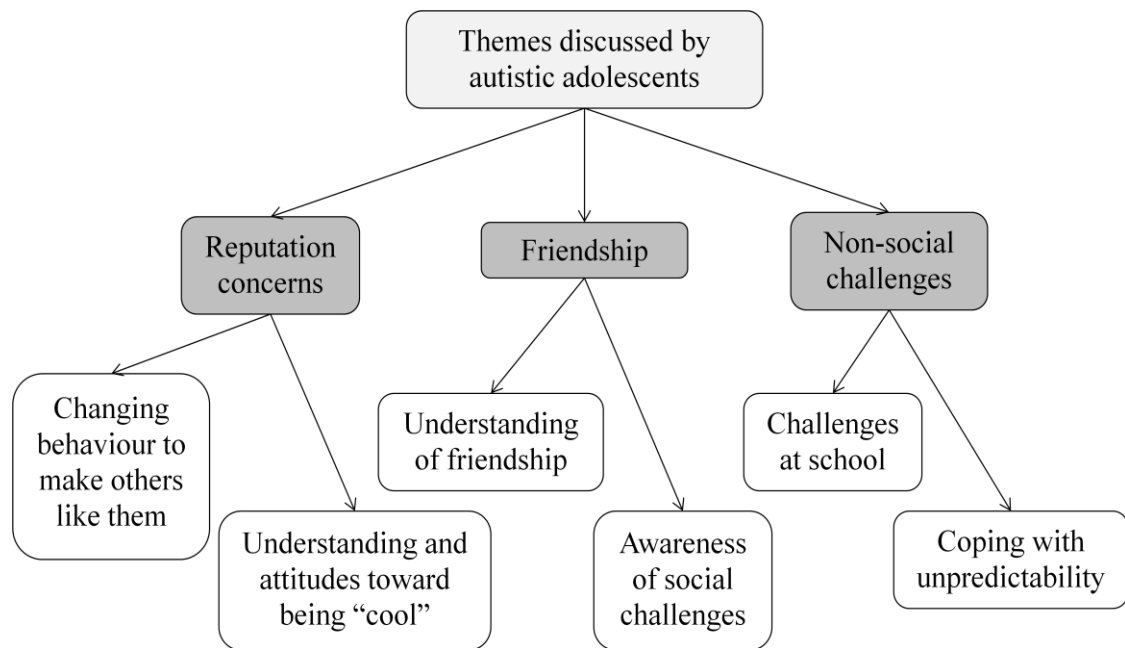 Themes discussed by
autistic adolescents
Reputation
concerns
Friendship
Non-social
challenges
Changing
behaviour to
make others
like them
Understanding and
attitudes toward
being “cool”
Understanding
of friendship
Awareness
of social
challenges
Challenges
at school
Coping with
unpredictability